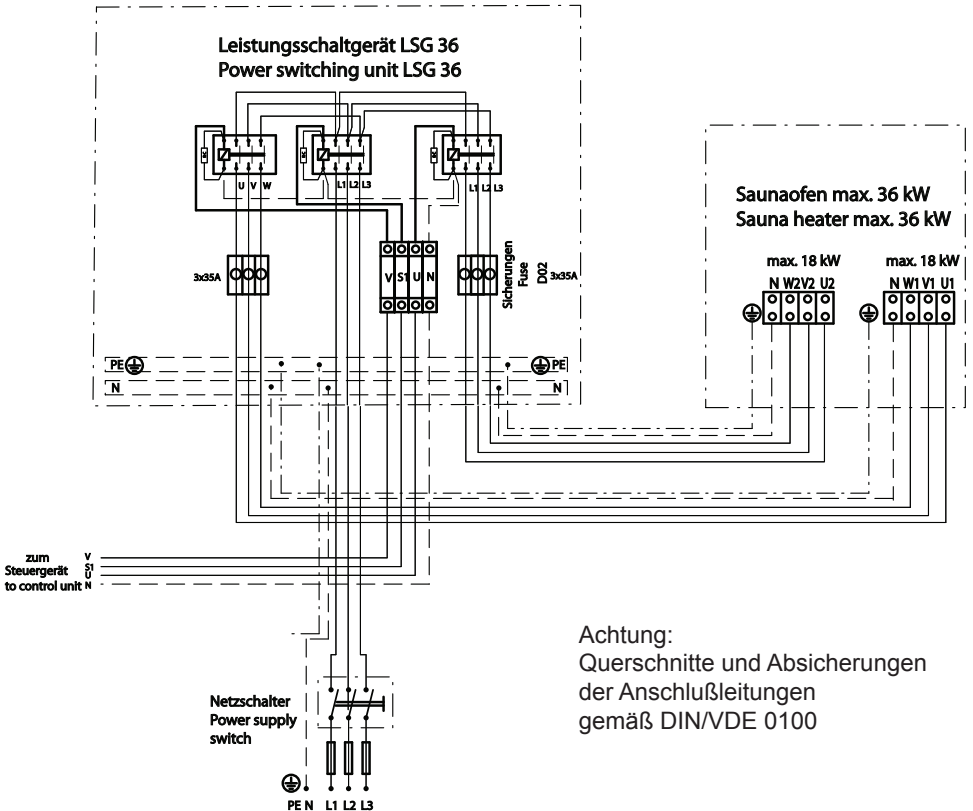 Leistungsschaltgerät LSG 36
Power switching unit LSG 36
RC
RC
RC
U V W
L1 L2 L3
L1 L2 L3
3x35A
V S1 U N
Sicherungen
Fuse
D02
3x35A
Saunaofen max. 36 kW
Sauna heater max. 36 kW
max. 18 kW
max. 18 kW
N W2 V2 U2
N W1 V1 U1
PE
PE
N
N
zum
Steuergerät
to control unit
V
S1
U
N
Achtung:
Querschnitte und Absicherungen
der Anschlußleitungen
gemäß DIN/VDE 0100
Netzschalter
Power supply
switch
PE N L1 L2 L3